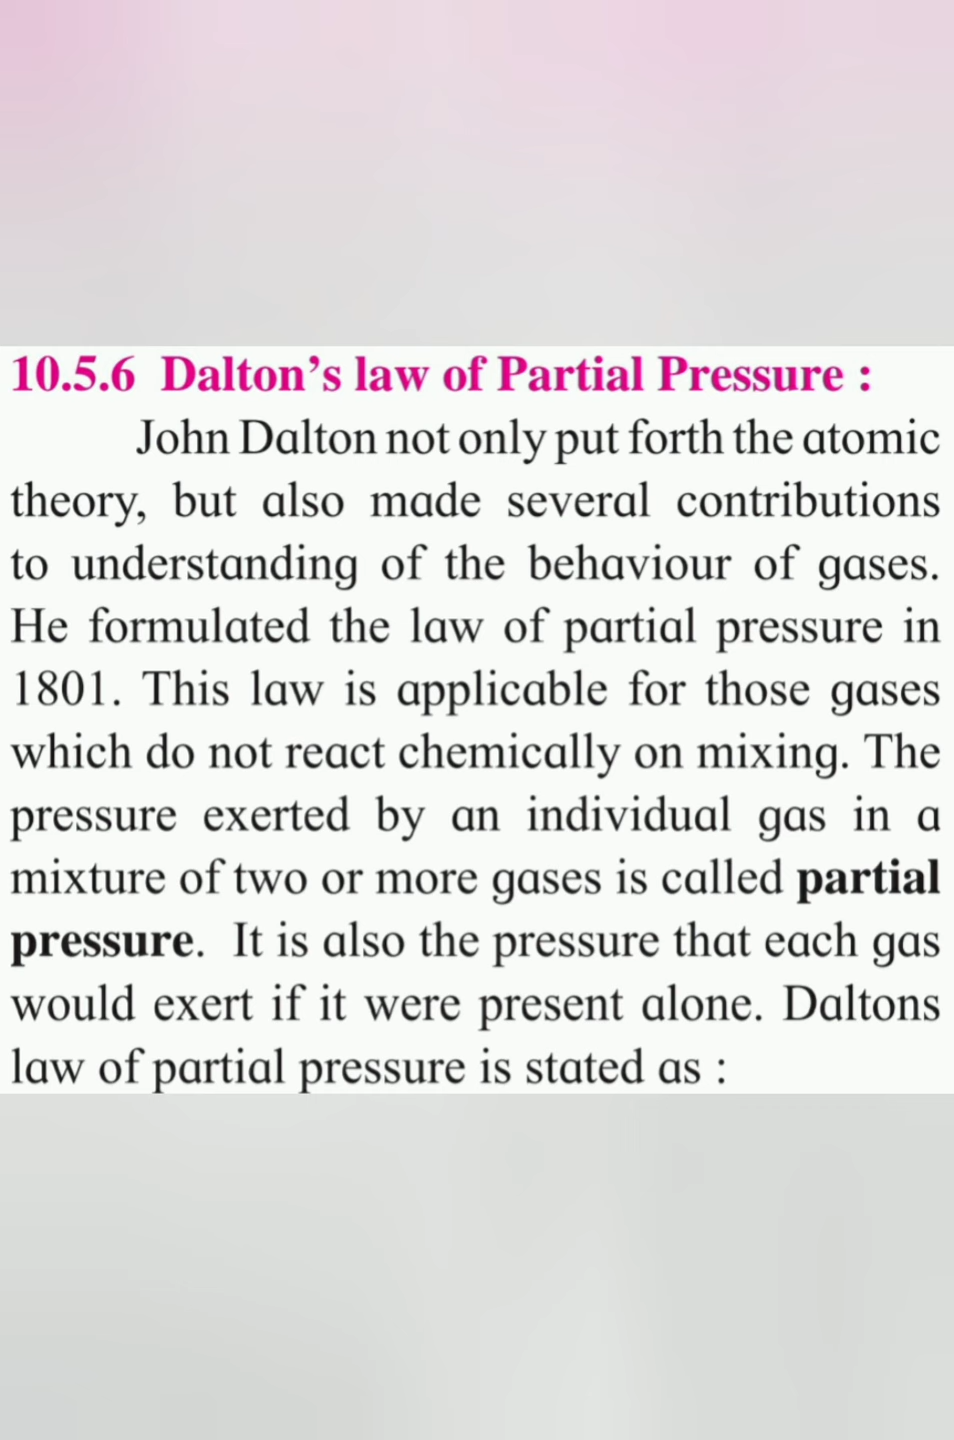 10.5.6 Dalton’s law of Partial Pressure :
John Dalton not only put forth the atomic
theory, but also made several contributions
to understanding of the behaviour of gases.
He formulated the law of partial pressure in
1801. This law is applicable for those gases
which do not react chemically on mixing. The
pressure exerted by an individual gas in a
mixture of two or more gases is called partial
pressure. It is also the pressure that each gas
would exert if it were present alone. Daltons
law of partial pressure is stated as :